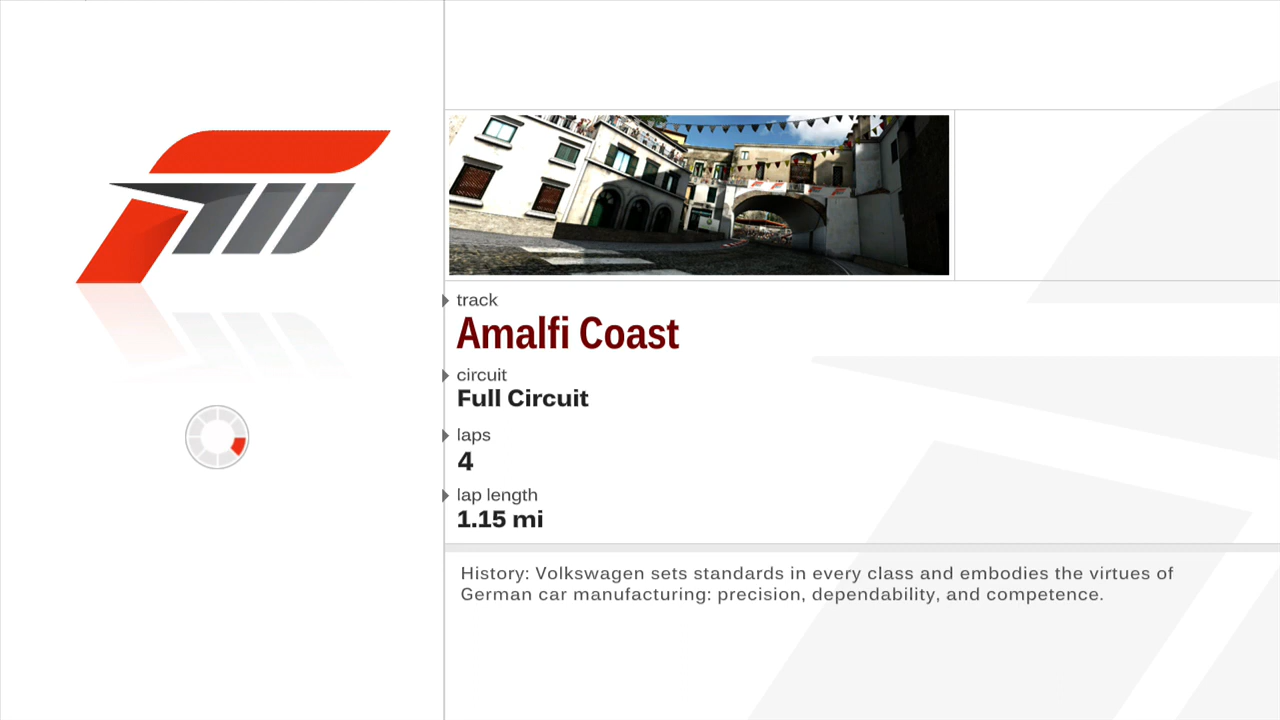 track
Amalfi Coast
circuit
Full Circuit
laps
4
lap length
1.15 mi
History: Volkswagen sets standards in every class and embodies the virtues of
German car manufacturing: precision, dependability, and competence.